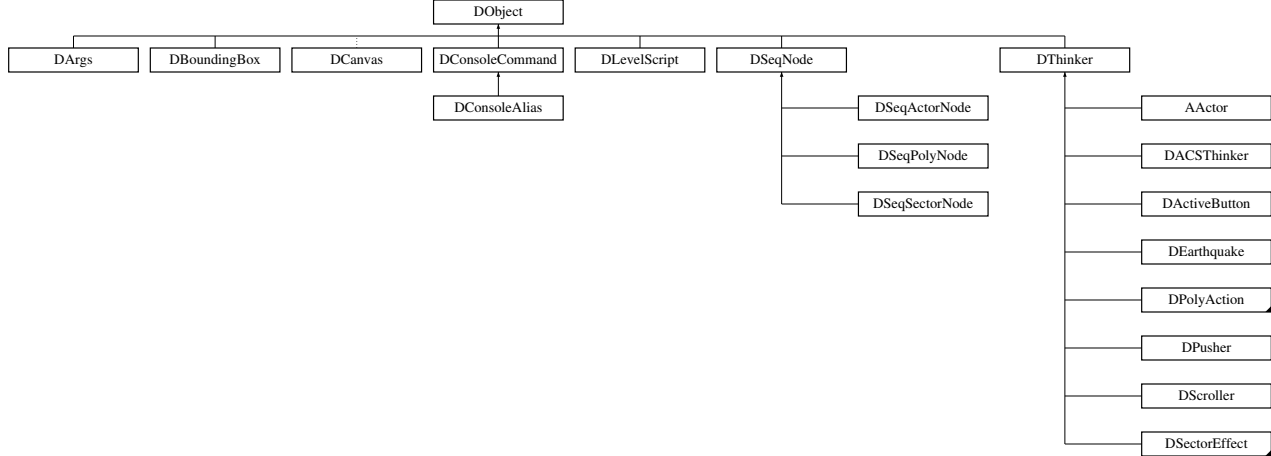 DObject
DArgs
DBoundingBox
DCanvas
DConsoleCommand
DLevelScript
DSeqNode
DThinker
DConsoleAlias
DSeqActorNode
AActor
DSeqPolyNode
DACSThinker
DSeqSectorNode
DActiveButton
DEarthquake
DPolyAction
DPusher
DScroller
DSectorEffect